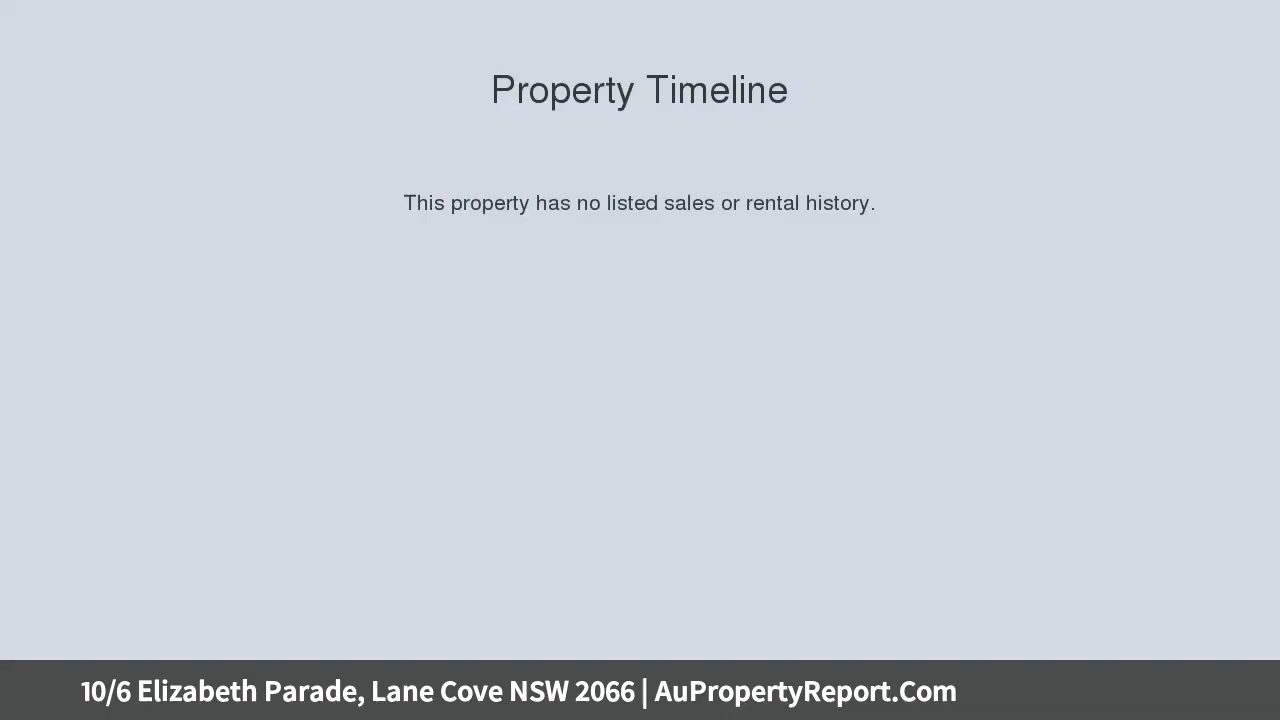 Property Timeline
This property has no listed sales or rental history.
10/6 Elizabeth Parade, Lane Cove NSW 2066 | AuPropertyReport.Com